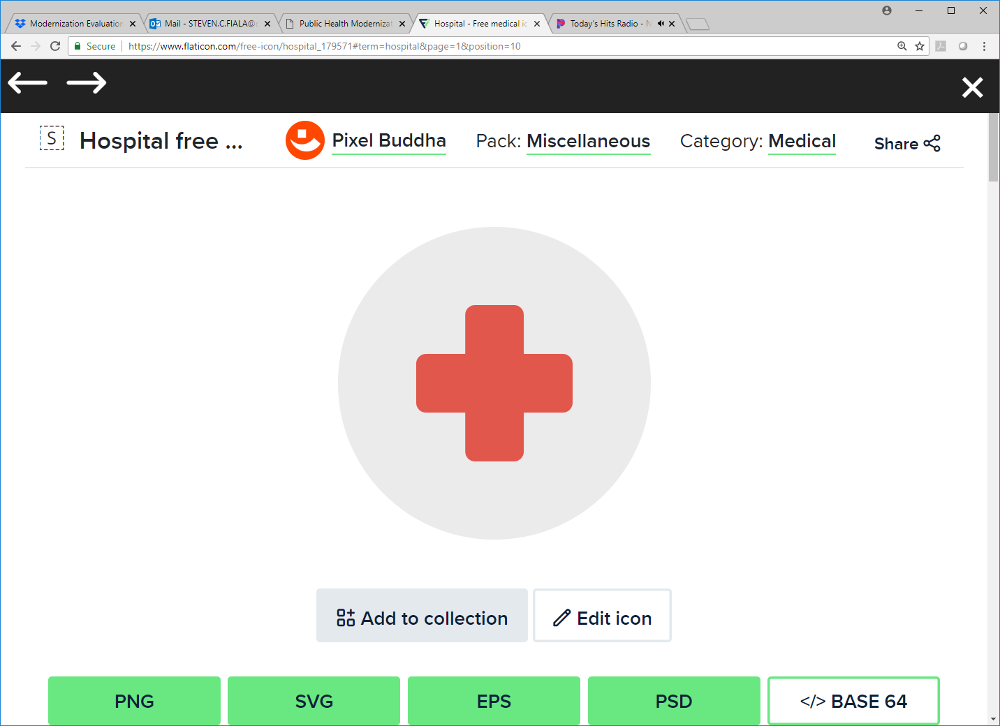 Modernization Evaluation
Mail - STEVEN.C.FIALA@
Public Health Modernizat
Hospital - Free medical ic
Today's Hits Radio - N
Secure
https://www.flaticon.com/free-icon/hospital_179571#term=hospital&page=1&position=10
S
Hospital free ...
Pixel Buddha
Pack: Miscellaneous
Category: Medical
Share
Add to collection
Edit icon
PNG
SVG
EPS
PSD
</> BASE 64